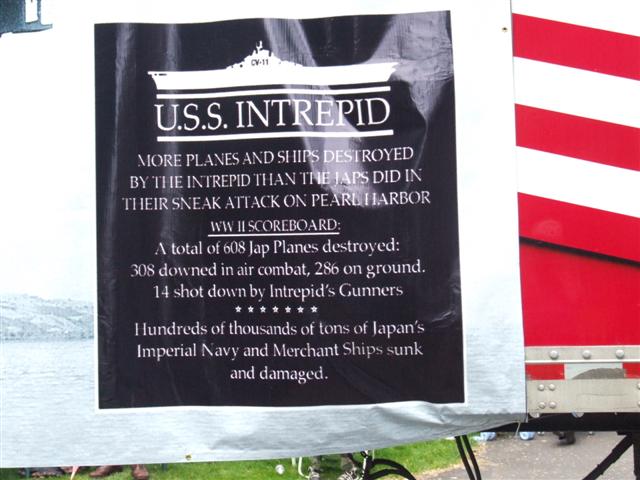 CV-11
U.S.S. INTREPID
MORE PLANES AND SHIPS DESTROYED
BY THE INTREPID THAN THE JAPS DID IN
THEIR SNEAK ATTACK ON PEARL HARBOR
WW II SCOREBOARD:
A total of 608 Jap Planes destroyed:
308 downed in air combat, 286 on ground.
14 shot down by Intrepid's Gunners
* * * * * * *
Hundreds of thousands of tons of Japan's
Imperial Navy and Merchant Ships sunk
and damaged.